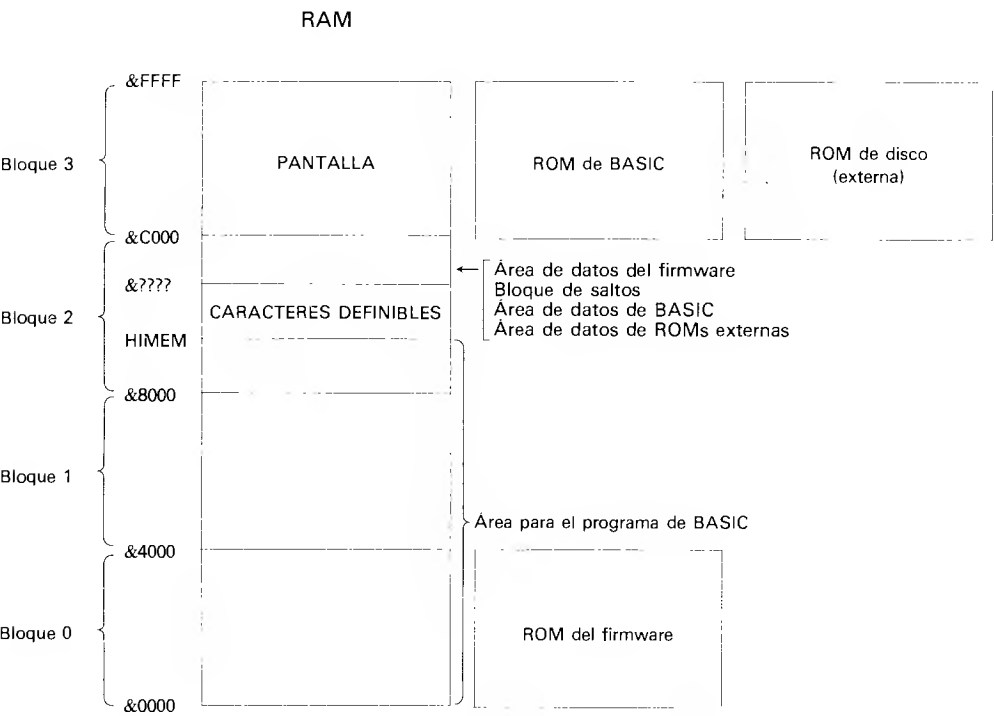 RAM
&FFFF
Bloque 3
PANTALLA
ROM de BASIC
ROM de disco
(externa)
&C000
Área de datos del firmware
Bloque de saltos
Área de datos de BASIC
Área de datos de ROMs externas
&????
Bloque 2
CARACTERES DEFINIBLES
HIMEM
&8000
Bloque 1
Área para el programa de BASIC
&4000
Bloque 0
ROM del firmware
&0000